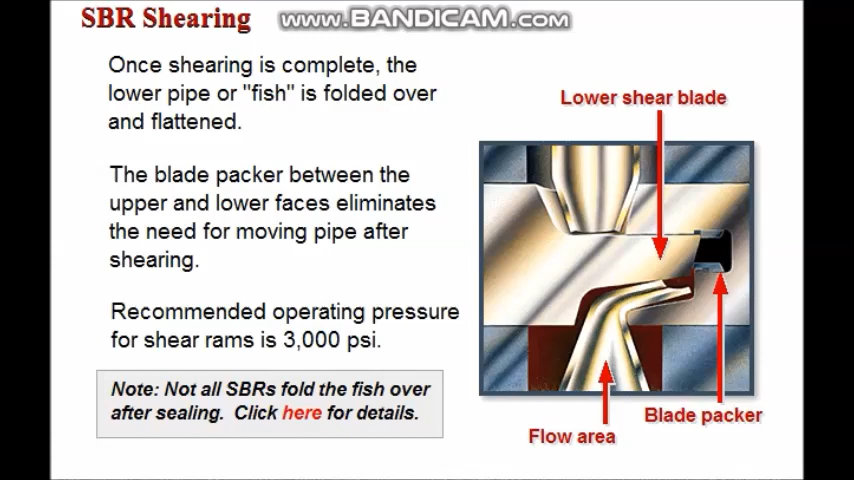 SBR Shearing
www.BANDICAM.com
Once shearing is complete, the
lower pipe or "fish" is folded over
and flattened.
The blade packer between the
upper and lower faces eliminates
the need for moving pipe after
shearing.
Recommended operating pressure
for shear rams is 3,000 psi.
Note: Not all SBRs fold the fish over
after sealing. Click here for details.
Lower shear blade
Blade packer
Flow area